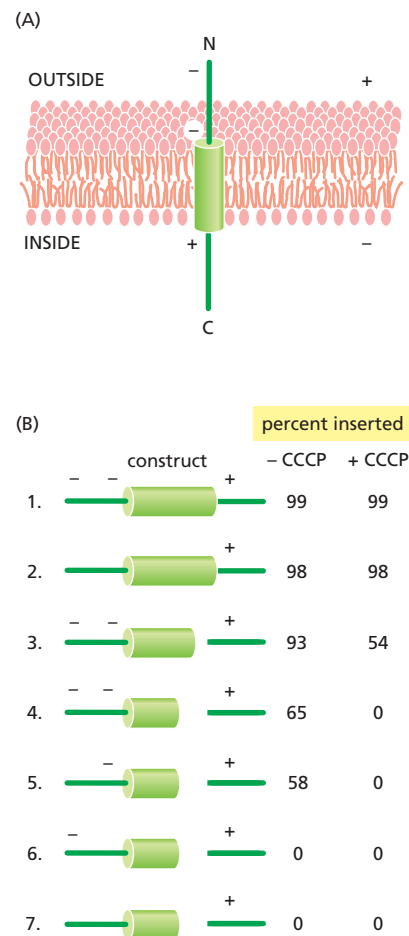 (A)
N
−
OUTSIDE +
−
INSIDE + −
C
(B) percent inserted
construct − CCCP + CCCP
− − +
1. 99 99
+
2. 98 98
− − +
3. 93 54
− − +
4. 65 0
− +
5. 58 0
− +
6. 0 0
+
7. 0 0